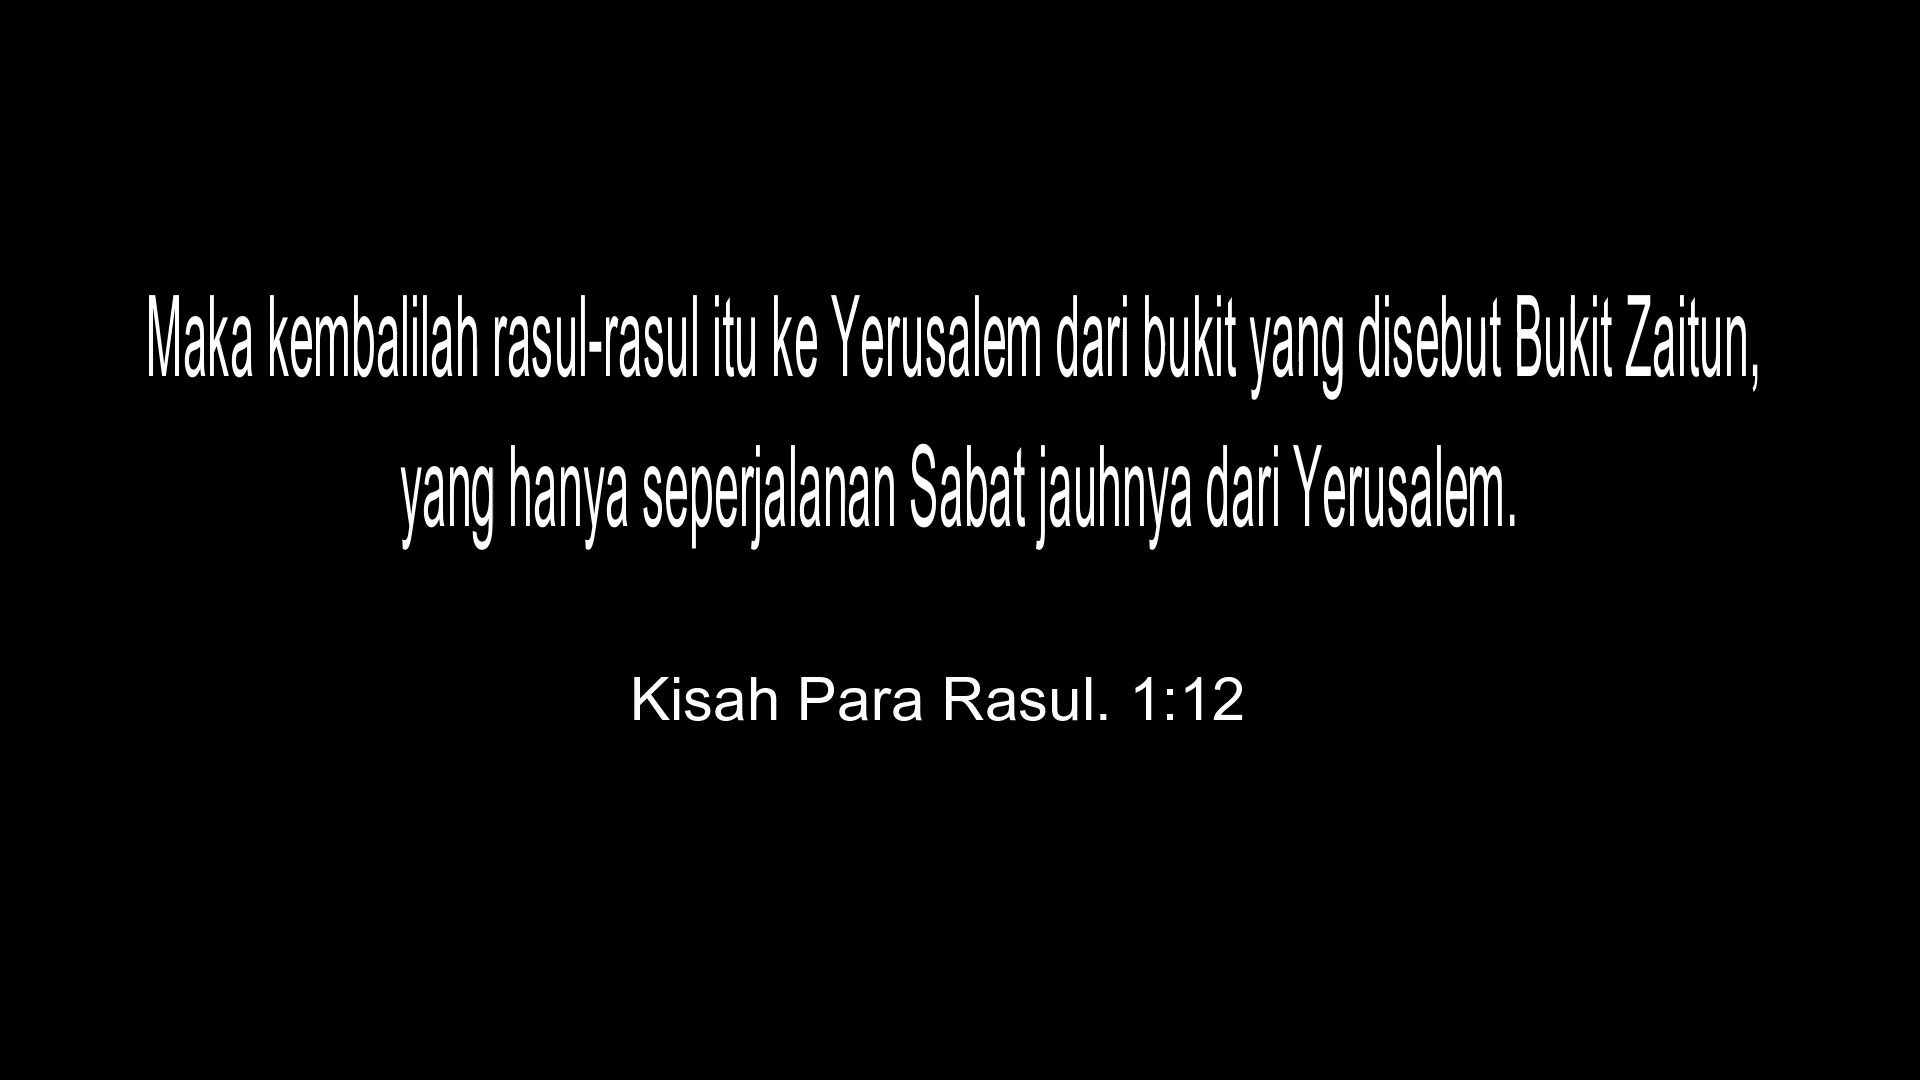 Maka kembalilah rasul-rasul itu ke Yerusalem dari bukit yang disebut Bukit Zaitun,
yang hanya seperjalanan Sabat jauhnya dari Yerusalem.
Kisah Para Rasul. 1:12